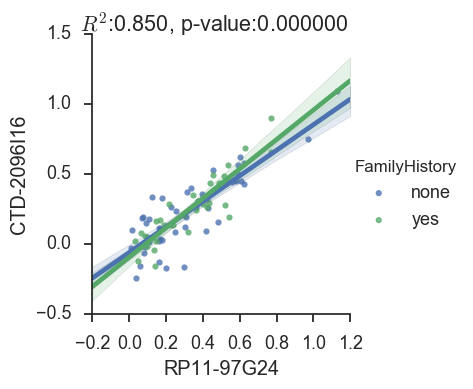 R²:0.850, p-value:0.000000
1.5
1.0
0.5
0.0
−0.5
CTD-2096I16
−0.2 0.0 0.2 0.4 0.6 0.8 1.0 1.2
RP11-97G24
FamilyHistory
none
yes